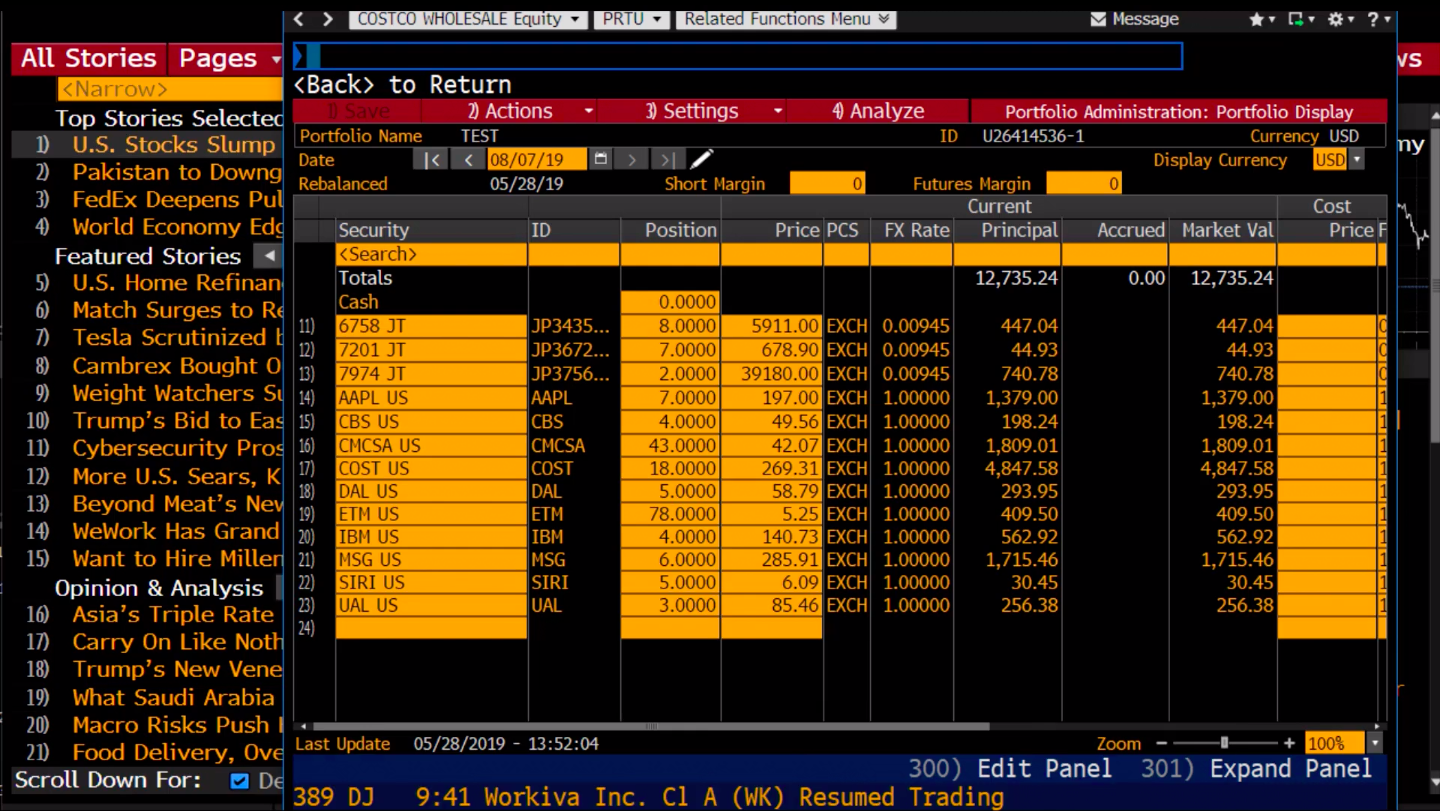 COSTCO WHOLESALE Equity PRTU Related Functions Menu Message
All Stories Pages
<Narrow>
Top Stories Selected
1) U.S. Stocks Slump
2) Pakistan to Downg
3) FedEx Deepens Pul
4) World Economy Edg
Featured Stories
5) U.S. Home Refinan
6) Match Surges to Re
7) Tesla Scrutinized b
8) Cambrex Bought O
9) Weight Watchers Su
10) Trump's Bid to Eas
11) Cybersecurity Pros
12) More U.S. Sears, K
13) Beyond Meat's New
14) WeWork Has Grand
15) Want to Hire Millen
Opinion & Analysis
16) Asia's Triple Rate
17) Carry On Like Noth
18) Trump's New Vene
19) What Saudi Arabia
20) Macro Risks Push
21) Food Delivery, Ove
Scroll Down For: De
<Back> to Return
1) Save 2) Actions 3) Settings 4) Analyze Portfolio Administration: Portfolio Display
Portfolio Name TEST ID U26414536-1 Currency USD
Date 08/07/19 Display Currency USD
Rebalanced 05/28/19 Short Margin 0 Futures Margin 0
Current Cost
Security ID Position Price PCS FX Rate Principal Accrued Market Val Price F
<Search>
Totals 12,735.24 0.00 12,735.24
Cash 0.0000
11) 6758 JT JP3435... 8.0000 5911.00 EXCH 0.00945 447.04 447.04
12) 7201 JT JP3672... 7.0000 678.90 EXCH 0.00945 44.93 44.93
13) 7974 JT JP3756... 2.0000 39180.00 EXCH 0.00945 740.78 740.78
14) AAPL US AAPL 7.0000 197.00 EXCH 1.00000 1,379.00 1,379.00 1
15) CBS US CBS 4.0000 49.56 EXCH 1.00000 198.24 198.24 1
16) CMCSA US CMCSA 43.0000 42.07 EXCH 1.00000 1,809.01 1,809.01 1
17) COST US COST 18.0000 269.31 EXCH 1.00000 4,847.58 4,847.58 1
18) DAL US DAL 5.0000 58.79 EXCH 1.00000 293.95 293.95 1
19) ETM US ETM 78.0000 5.25 EXCH 1.00000 409.50 409.50 1
20) IBM US IBM 4.0000 140.73 EXCH 1.00000 562.92 562.92 1
21) MSG US MSG 6.0000 285.91 EXCH 1.00000 1,715.46 1,715.46 1
22) SIRI US SIRI 5.0000 6.09 EXCH 1.00000 30.45 30.45 1
23) UAL US UAL 3.0000 85.46 EXCH 1.00000 256.38 256.38 1
24)
Last Update 05/28/2019 - 13:52:04 Zoom - + 100%
300) Edit Panel 301) Expand Panel
389 DJ 9:41 Workiva Inc. Cl A (WK) Resumed Trading
ws
my